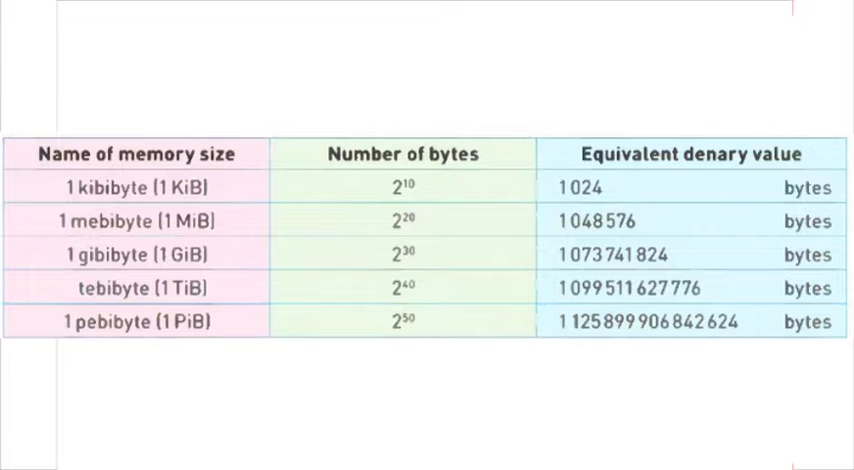 Name of memory size Number of bytes Equivalent denary value
1 kibibyte (1 KiB) 2¹⁰ 1 024 bytes
1 mebibyte (1 MiB) 2²⁰ 1 048 576 bytes
1 gibibyte (1 GiB) 2³⁰ 1 073 741 824 bytes
tebibyte (1 TiB) 2⁴⁰ 1 099 511 627 776 bytes
1 pebibyte (1 PiB) 2⁵⁰ 1 125 899 906 842 624 bytes